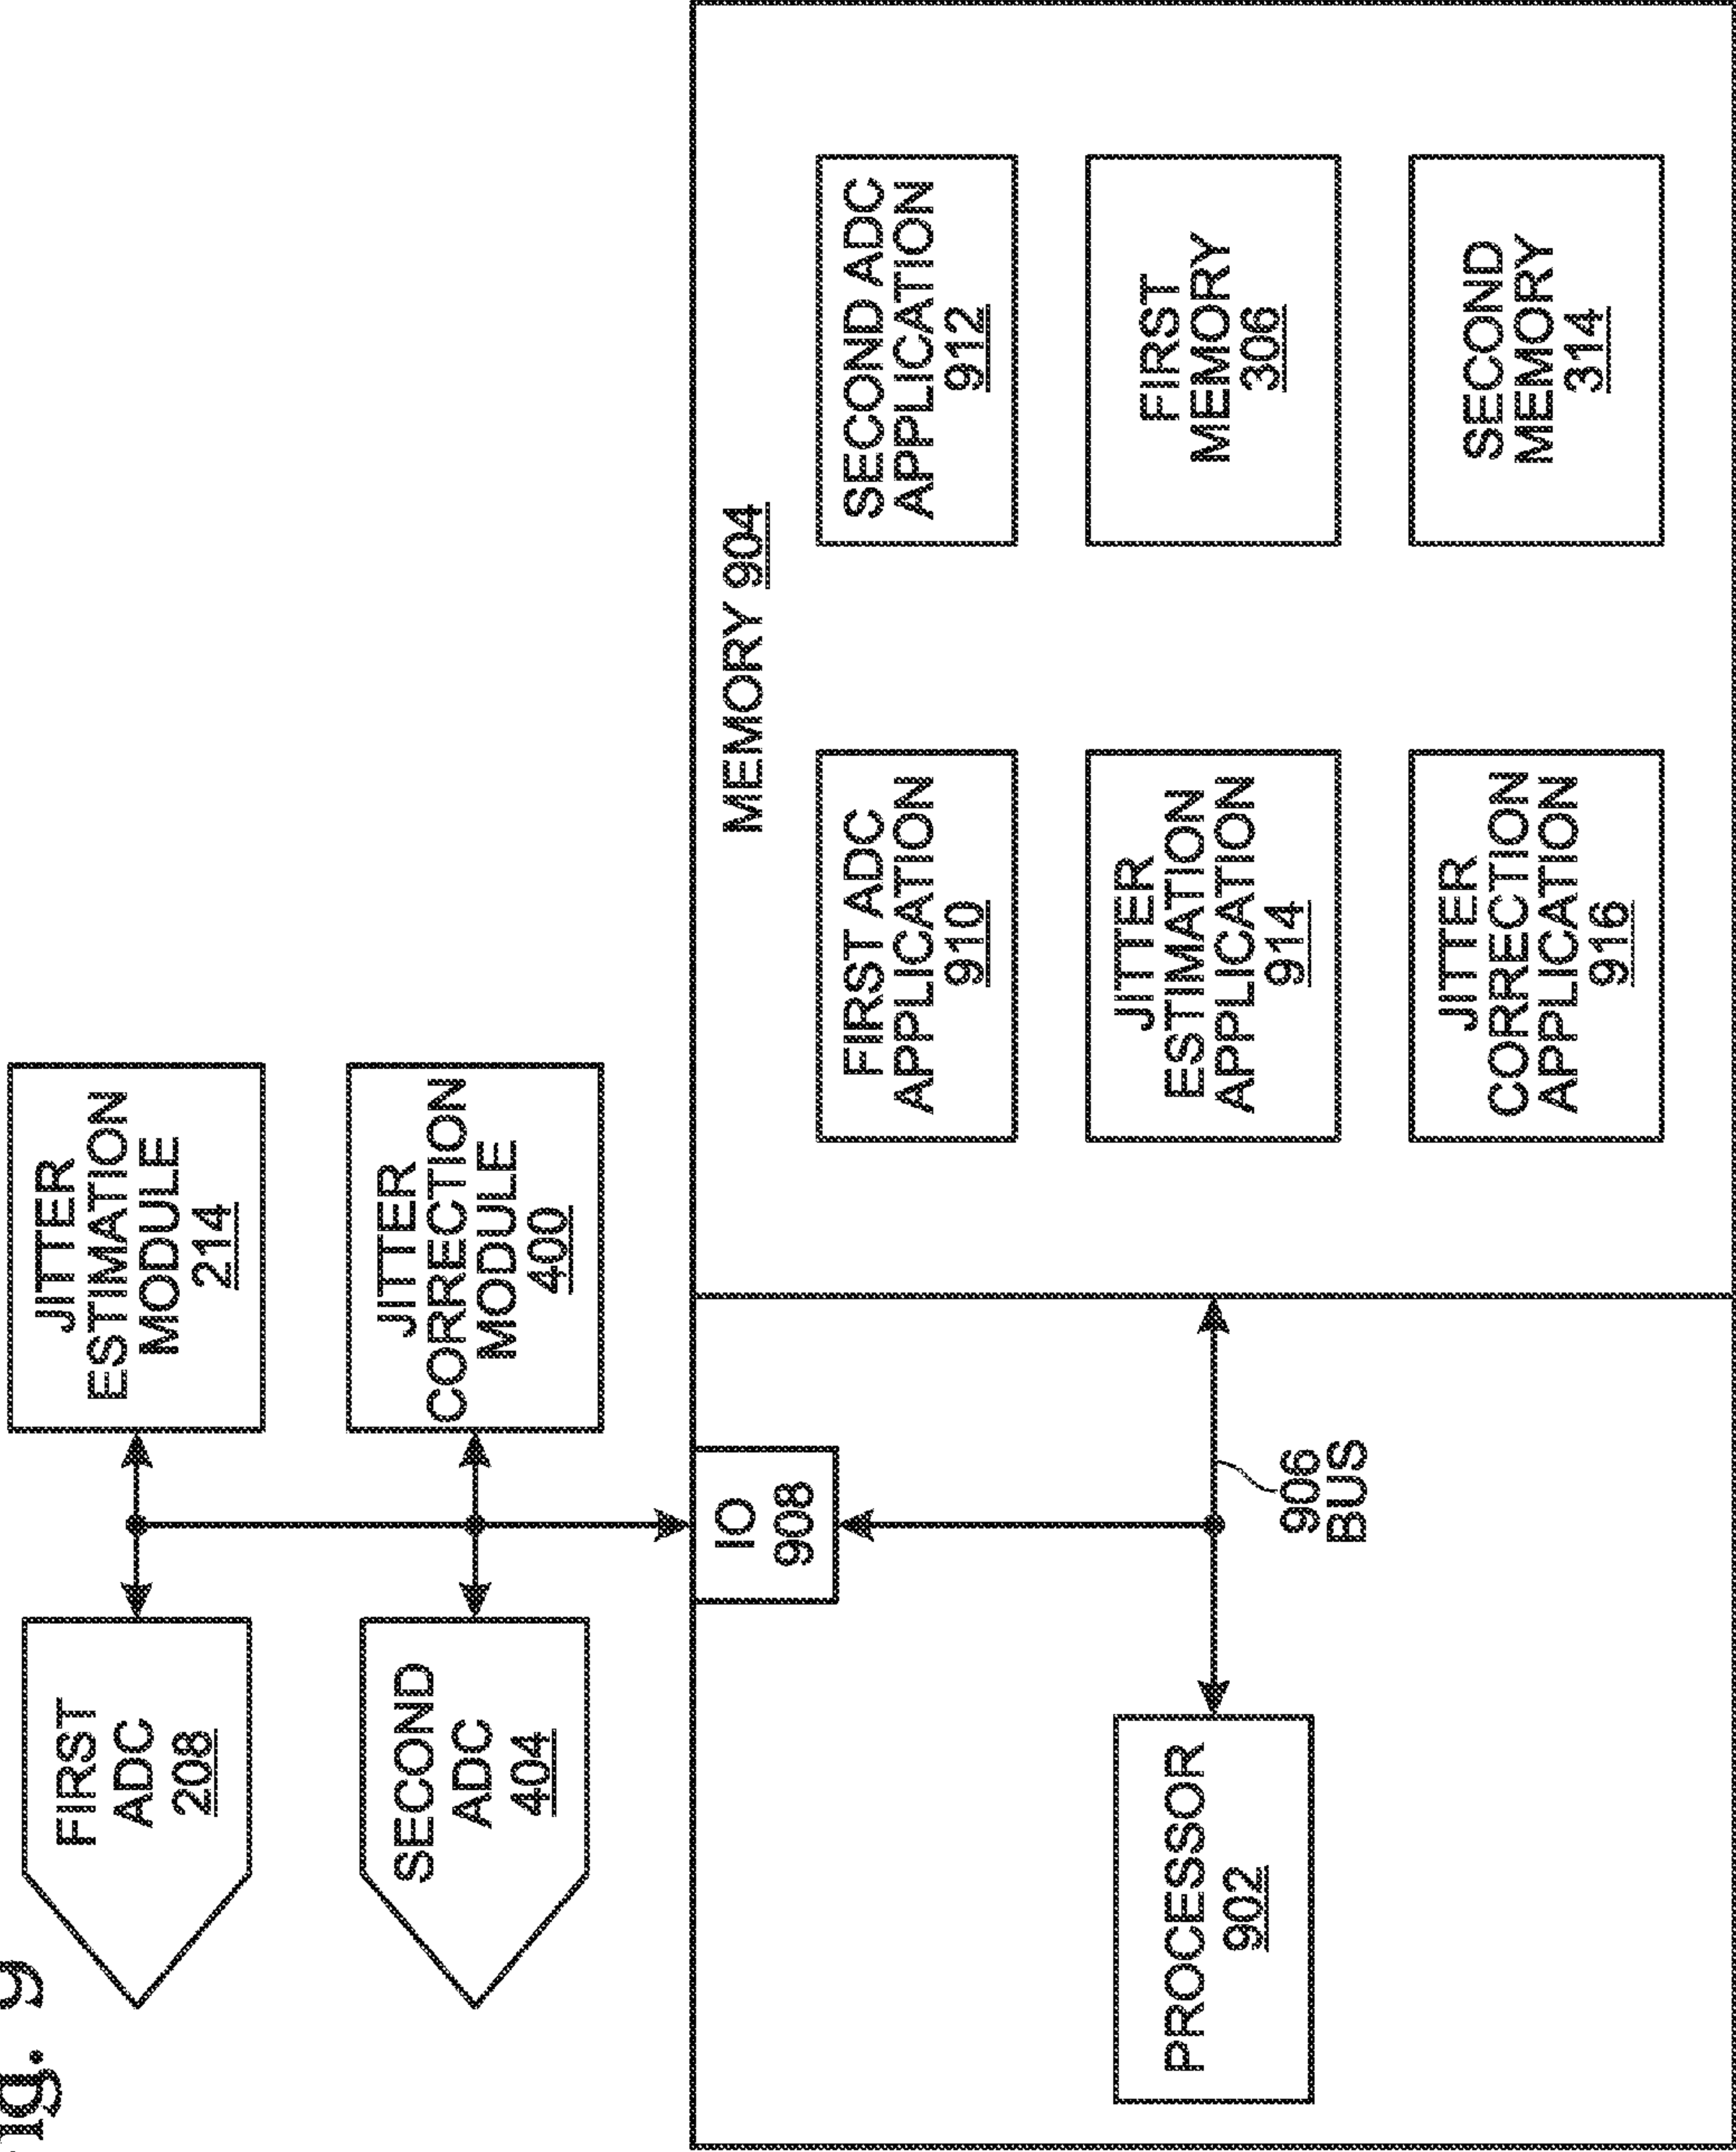 Fig. 9
FIRST
ADC
208
JITTER
ESTIMATION
MODULE
214
SECOND
ADC
404
JITTER
CORRECTION
MODULE
400
IO
908
MEMORY 904
FIRST ADC
APPLICATION
910
SECOND ADC
APPLICATION
912
PROCESSOR
902
906
BUS
JITTER
ESTIMATION
APPLICATION
914
FIRST
MEMORY
306
JITTER
CORRECTION
APPLICATION
916
SECOND
MEMORY
314